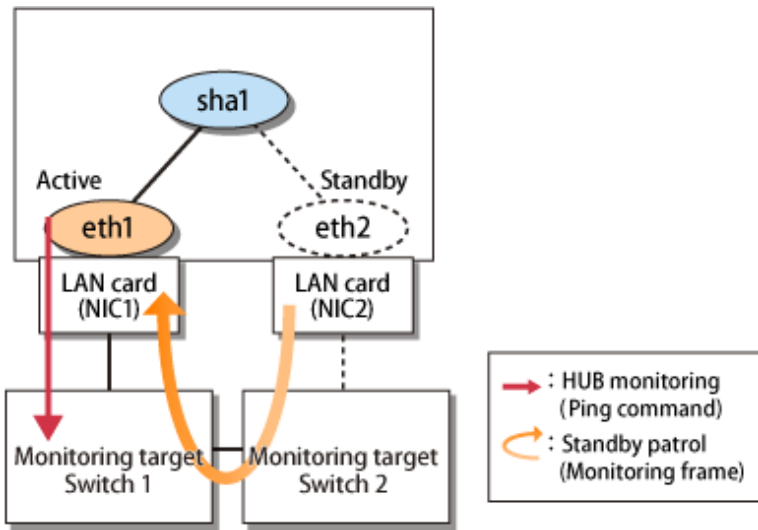 sha1
Active
Standby
eth1
eth2
LAN card
(NIC1)
LAN card
(NIC2)
Monitoring target
Switch 1
Monitoring target
Switch 2
: HUB monitoring
(Ping command)
: Standby patrol
(Monitoring frame)